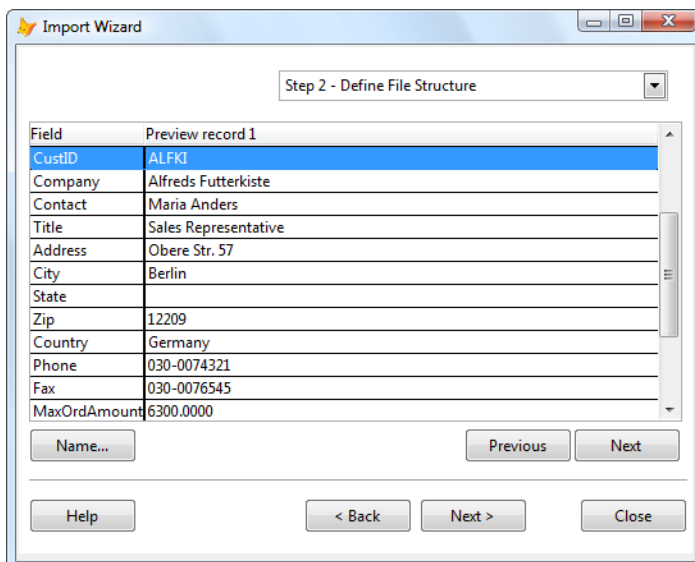 Import Wizard
Step 2 - Define File Structure
Field Preview record 1
CustID ALFKI
Company Alfreds Futterkiste
Contact Maria Anders
Title Sales Representative
Address Obere Str. 57
City Berlin
State
Zip 12209
Country Germany
Phone 030-0074321
Fax 030-0076545
MaxOrdAmount 6300.0000
Name... Previous Next
Help < Back Next > Close